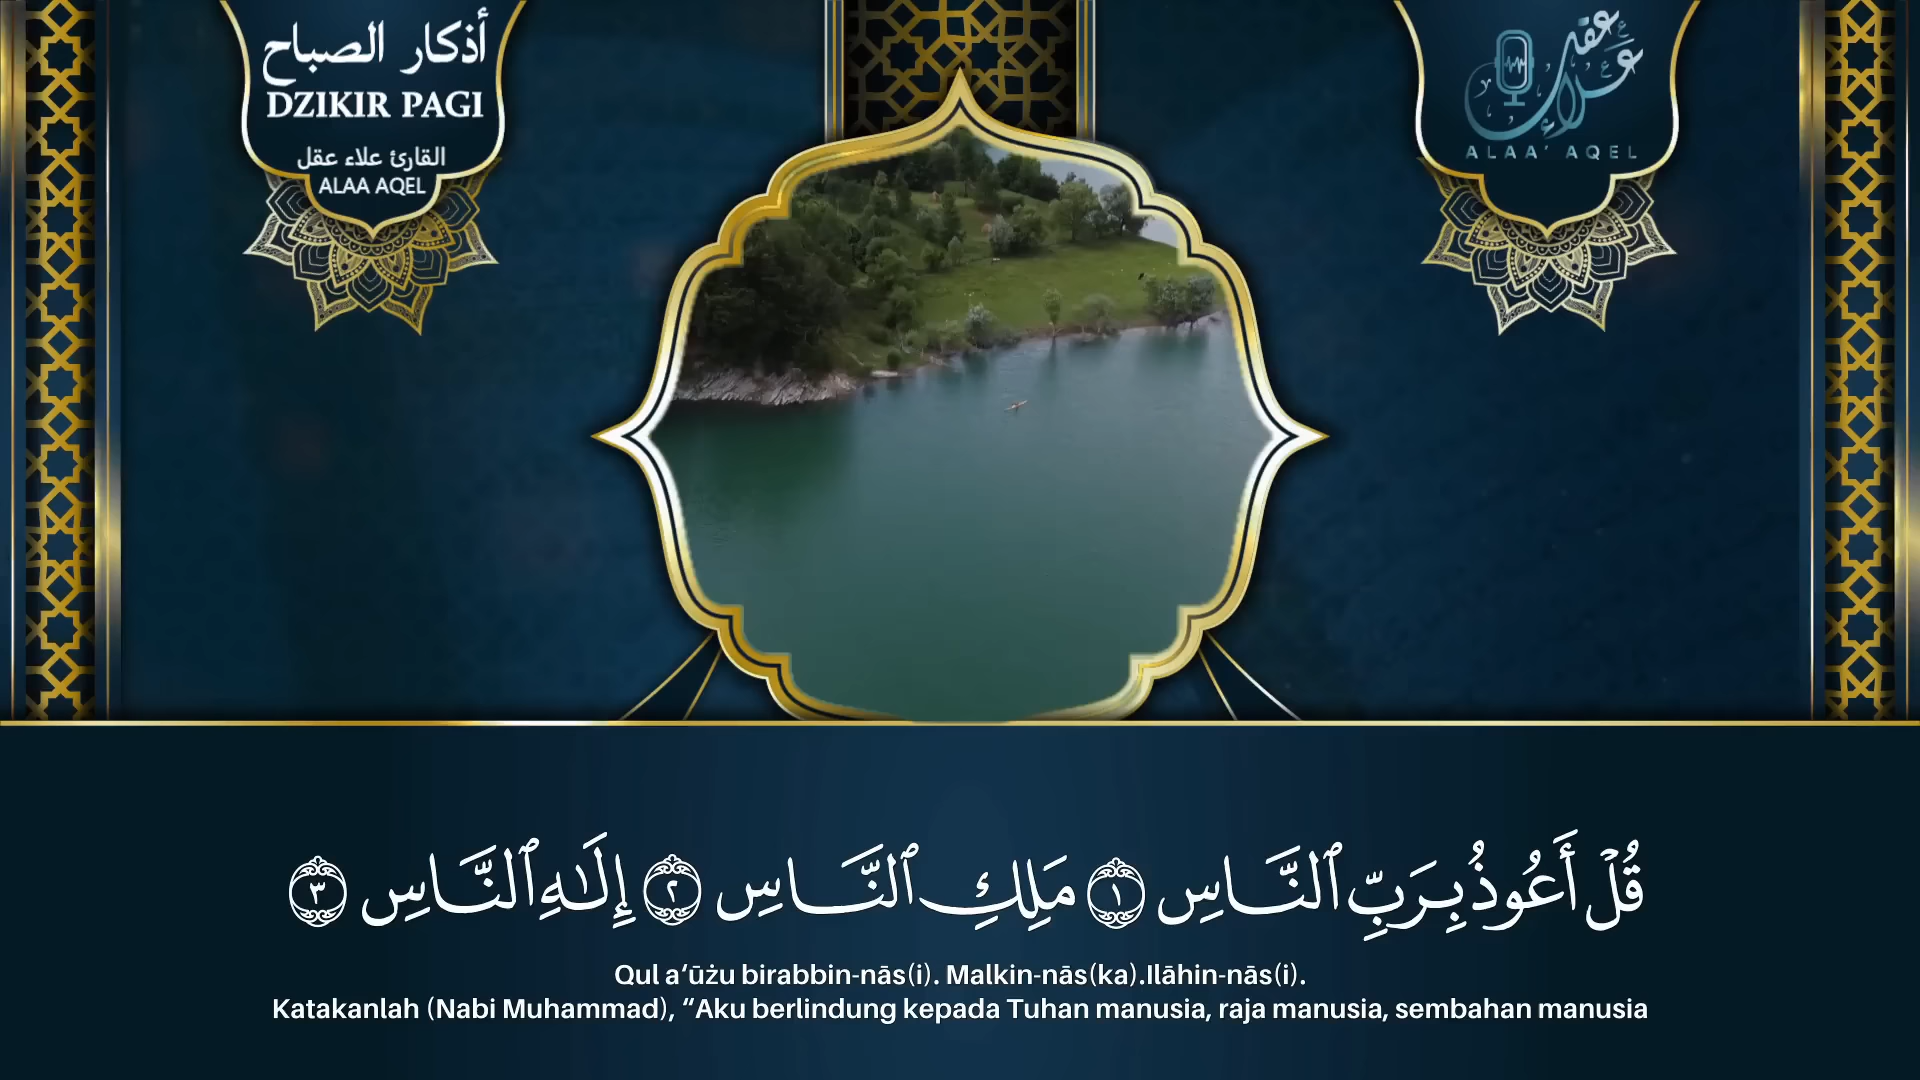 أذكار الصباح
DZIKIR PAGI
القارئ علاء عقل
ALAA AQEL
علاء عقل
ALAA' AQEL
قُلْ أَعُوذُ بِرَبِّ ٱلنَّاسِ ١ مَلِكِ ٱلنَّاسِ ٢ إِلَٰهِ ٱلنَّاسِ ٣
Qul a‘ūżu birabbin-nās(i). Malkin-nās(ka).Ilāhin-nās(i).
Katakanlah (Nabi Muhammad), “Aku berlindung kepada Tuhan manusia, raja manusia, sembahan manusia